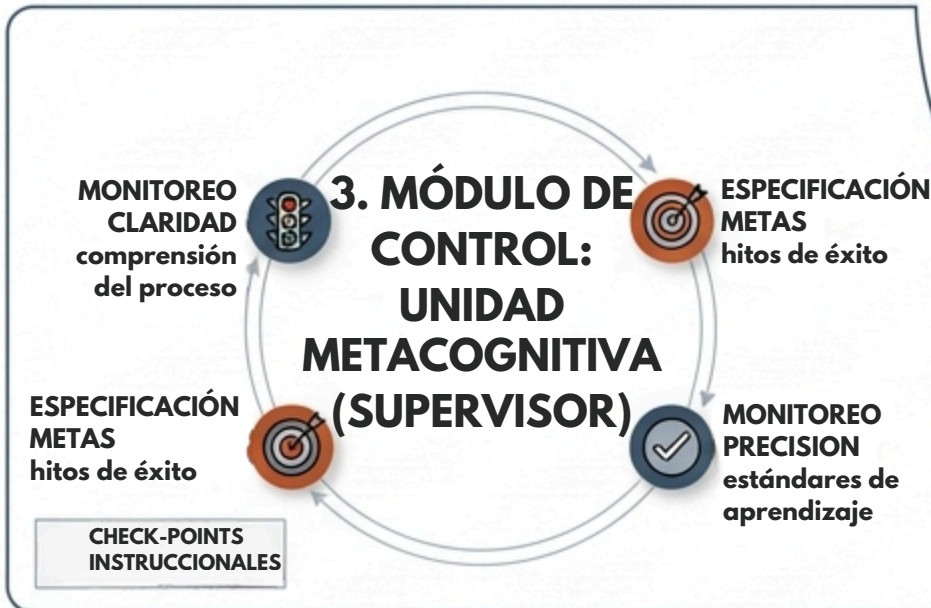 3. MÓDULO DE
CONTROL:
UNIDAD
METACOGNITIVA
(SUPERVISOR)
MONITOREO
CLARIDAD
comprensión
del proceso
ESPECIFICACIÓN
METAS
hitos de éxito
MONITOREO
PRECISION
estándares de
aprendizaje
ESPECIFICACIÓN
METAS
hitos de éxito
CHECK-POINTS
INSTRUCCIONALES